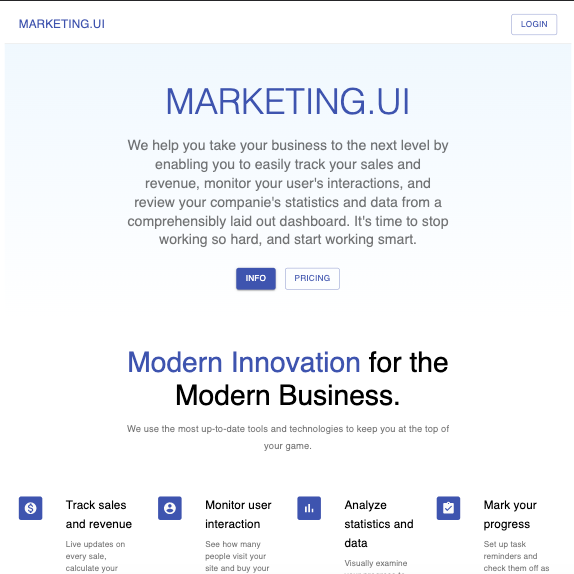 MARKETING.UI
LOGIN
MARKETING.UI
We help you take your business to the next level by
enabling you to easily track your sales and
revenue, monitor your user's interactions, and
review your companie's statistics and data from a
comprehensibly laid out dashboard. It's time to stop
working so hard, and start working smart.
INFO
PRICING
Modern Innovation for the
Modern Business.
We use the most up-to-date tools and technologies to keep you at the top of
your game.
Track sales
and revenue
Live updates on
every sale,
calculate your
Monitor user
interaction
See how many
people visit your
site and buy your
Analyze
statistics and
data
Visually examine
Mark your
progress
Set up task
reminders and
check them off as